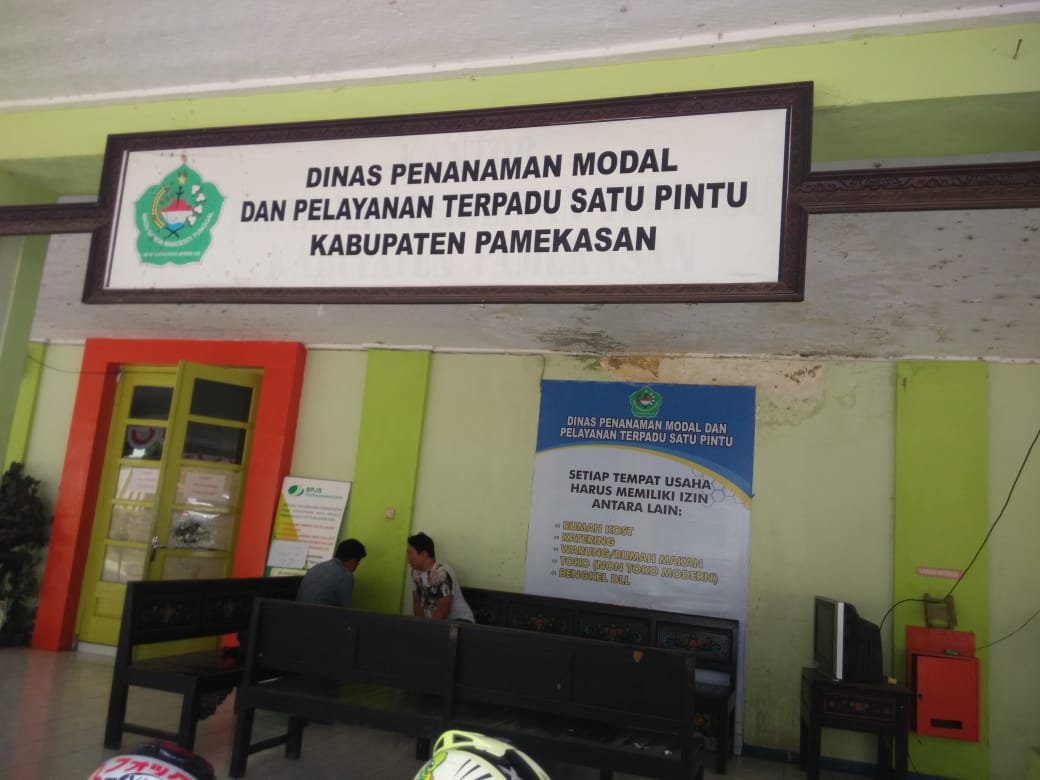 DINAS PENANAMAN MODAL
DAN PELAYANAN TERPADU SATU PINTU
KABUPATEN PAMEKASAN
DINAS PENANAMAN MODAL DAN
PELAYANAN TERPADU SATU PINTU
SETIAP TEMPAT USAHA
HARUS MEMILIKI IZIN
ANTARA LAIN:
- RUMAH KOST
- KATERING
- WARUNG/RUMAH MAKAN
- TOKO (NON TOKO MODERN)
- BENGKEL DLL
BPJS